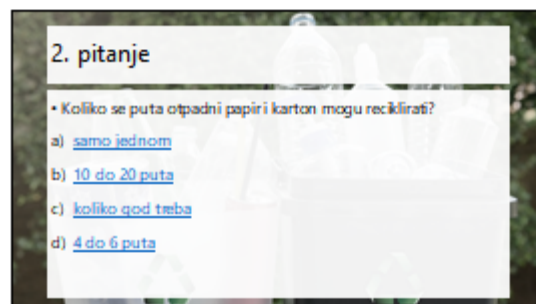 2. pitanje
• Koliko se puta otpadni papir i karton mogu reciklirati?
a) samo jednom
b) 10 do 20 puta
c) koliko god treba
d) 4 do 6 puta